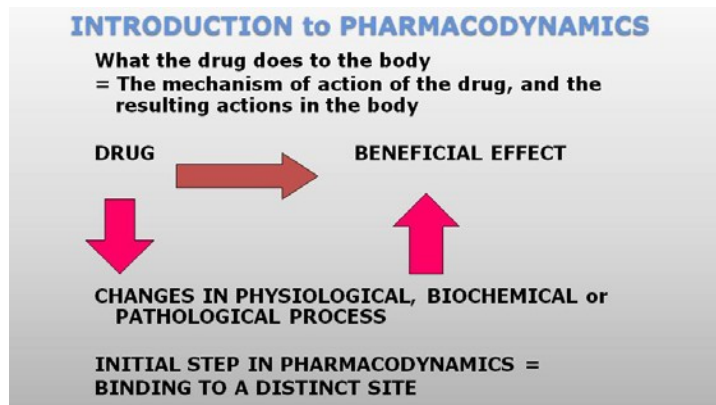 INTRODUCTION to PHARMACODYNAMICS
What the drug does to the body
= The mechanism of action of the drug, and the
resulting actions in the body
DRUG
BENEFICIAL EFFECT
CHANGES IN PHYSIOLOGICAL, BIOCHEMICAL or
PATHOLOGICAL PROCESS
INITIAL STEP IN PHARMACODYNAMICS =
BINDING TO A DISTINCT SITE